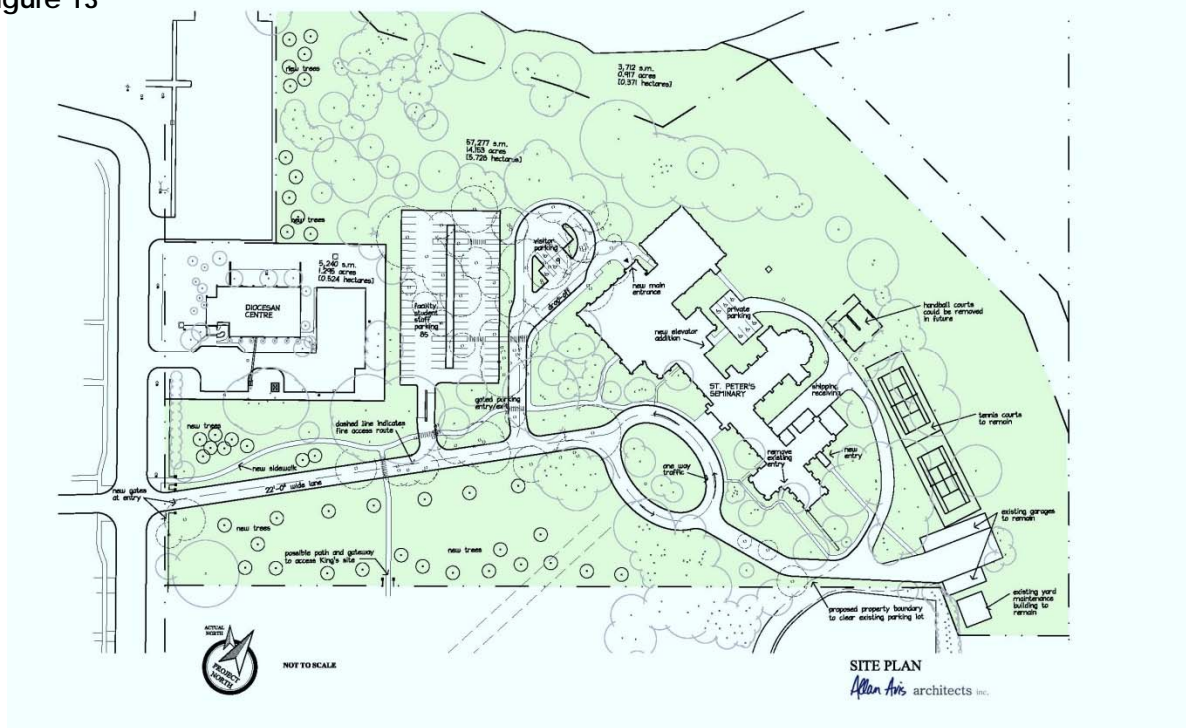 Figure 13
new trees
3,712 s.m.
0.917 acres
[0.371 hectares]
57,277 s.m.
14.153 acres
[5.728 hectares]
new trees
5,240 s.m.
1.295 acres
[0.524 hectares]
DIOCESAN
CENTRE
visitor
parking
drop-off
new main
entrance
private
parking
new elevator
addition
handball courts
could be removed
in future
faculty
student
staff
parking
85
ST. PETER'S
SEMINARY
shipping
receiving
gated parking
entry/exit
tennis courts
to remain
new trees
dashed line indicates
fire access route
new sidewalk
remove
existing
entry
new
entry
one way
traffic
new gates
at entry
22'-0" wide lane
existing garages
to remain
new trees
possible path and gateway
to access King's site
new trees
existing yard
maintenance
building to
remain
proposed property boundary
to clear existing parking lot
ACTUAL
NORTH
PROJECT
NORTH
NOT TO SCALE
SITE PLAN
Allan Avis architects inc.